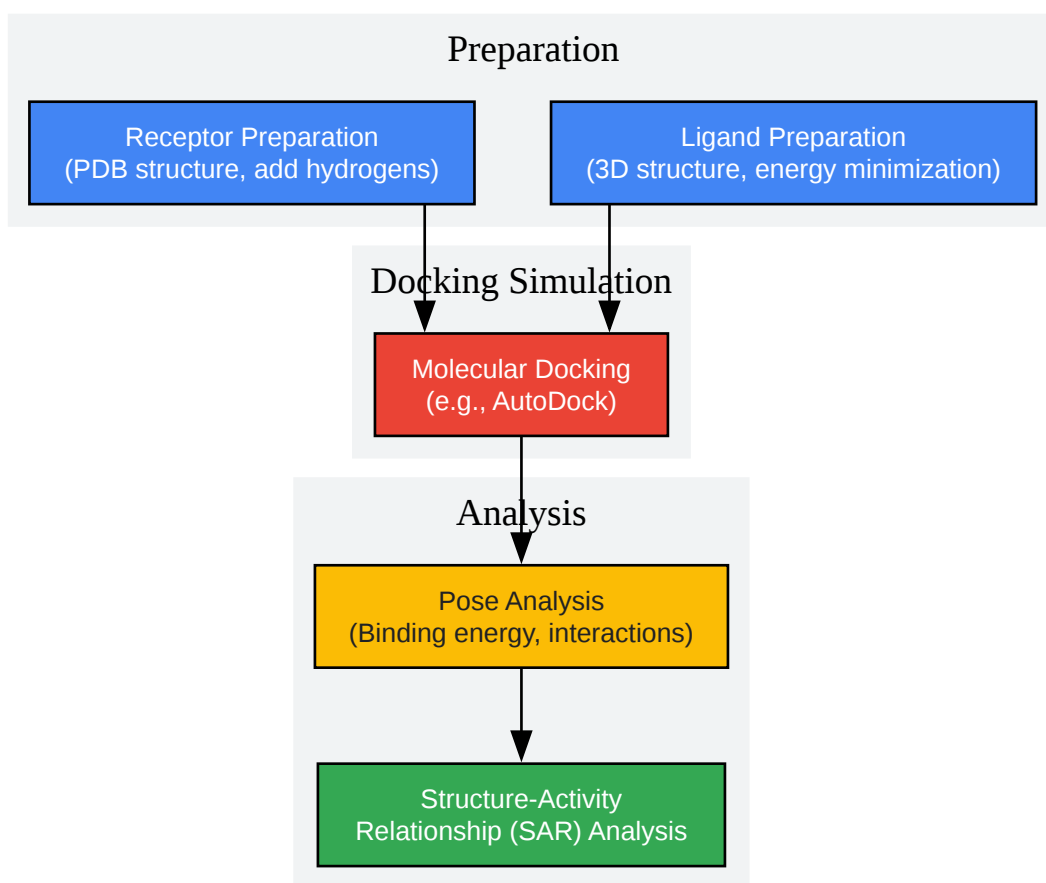 Preparation
Receptor Preparation
(PDB structure, add hydrogens)
Ligand Preparation
(3D structure, energy minimization)
Docking Simulation
Molecular Docking
(e.g., AutoDock)
Analysis
Pose Analysis
(Binding energy, interactions)
Structure-Activity
Relationship (SAR) Analysis